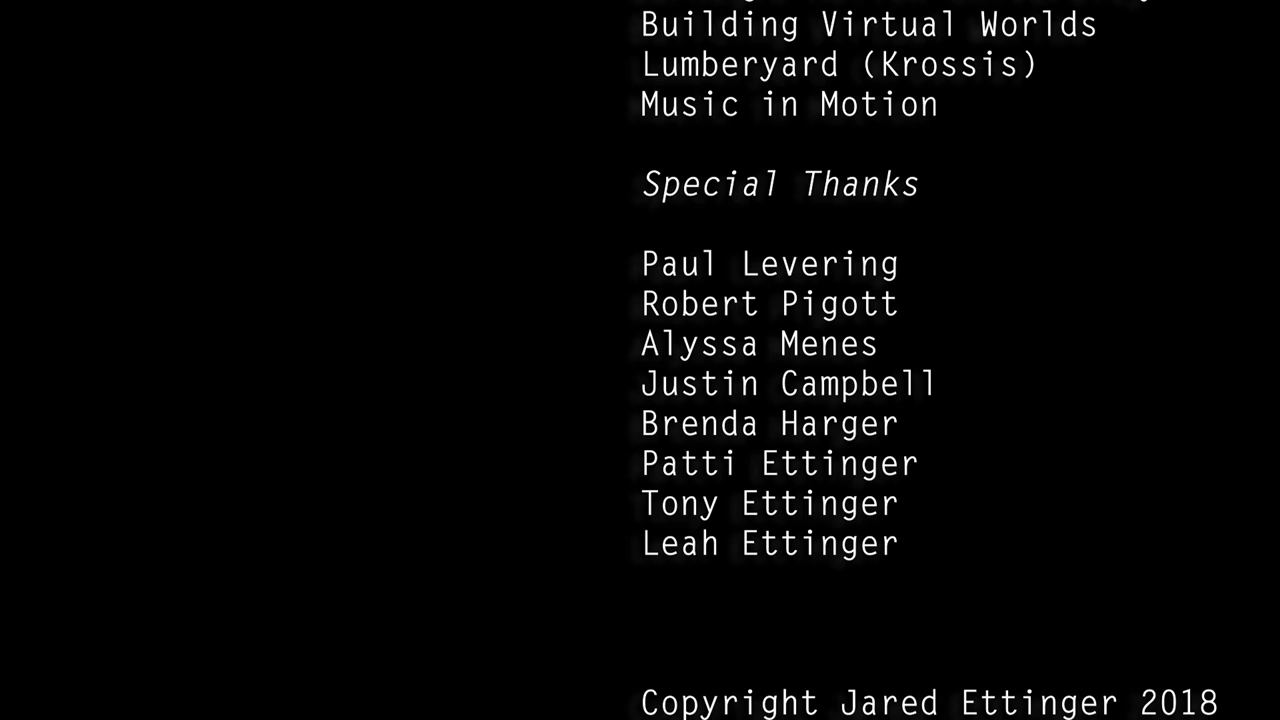 Building Virtual Worlds
Lumberyard (Krossis)
Music in Motion
Special Thanks
Paul Levering
Robert Pigott
Alyssa Menes
Justin Campbell
Brenda Harger
Patti Ettinger
Tony Ettinger
Leah Ettinger
Copyright Jared Ettinger 2018